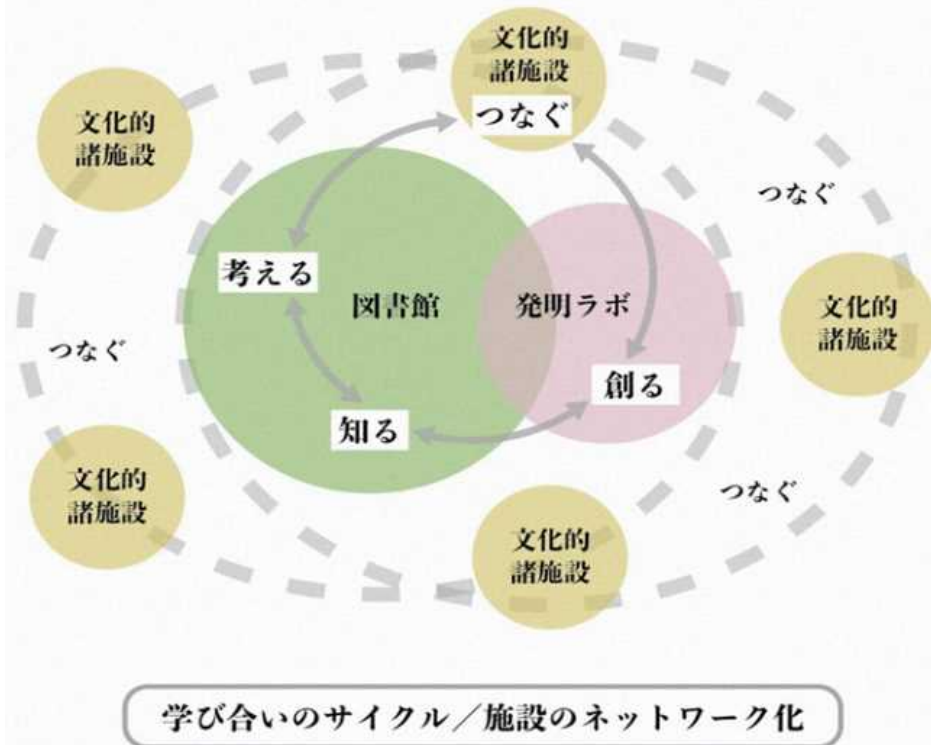 文化的
諸施設
つなぐ
文化的
諸施設
つなぐ
考える
図書館
発明ラボ
文化的
諸施設
つなぐ
創る
知る
文化的
諸施設
つなぐ
文化的
諸施設
学び合いのサイクル／施設のネットワーク化